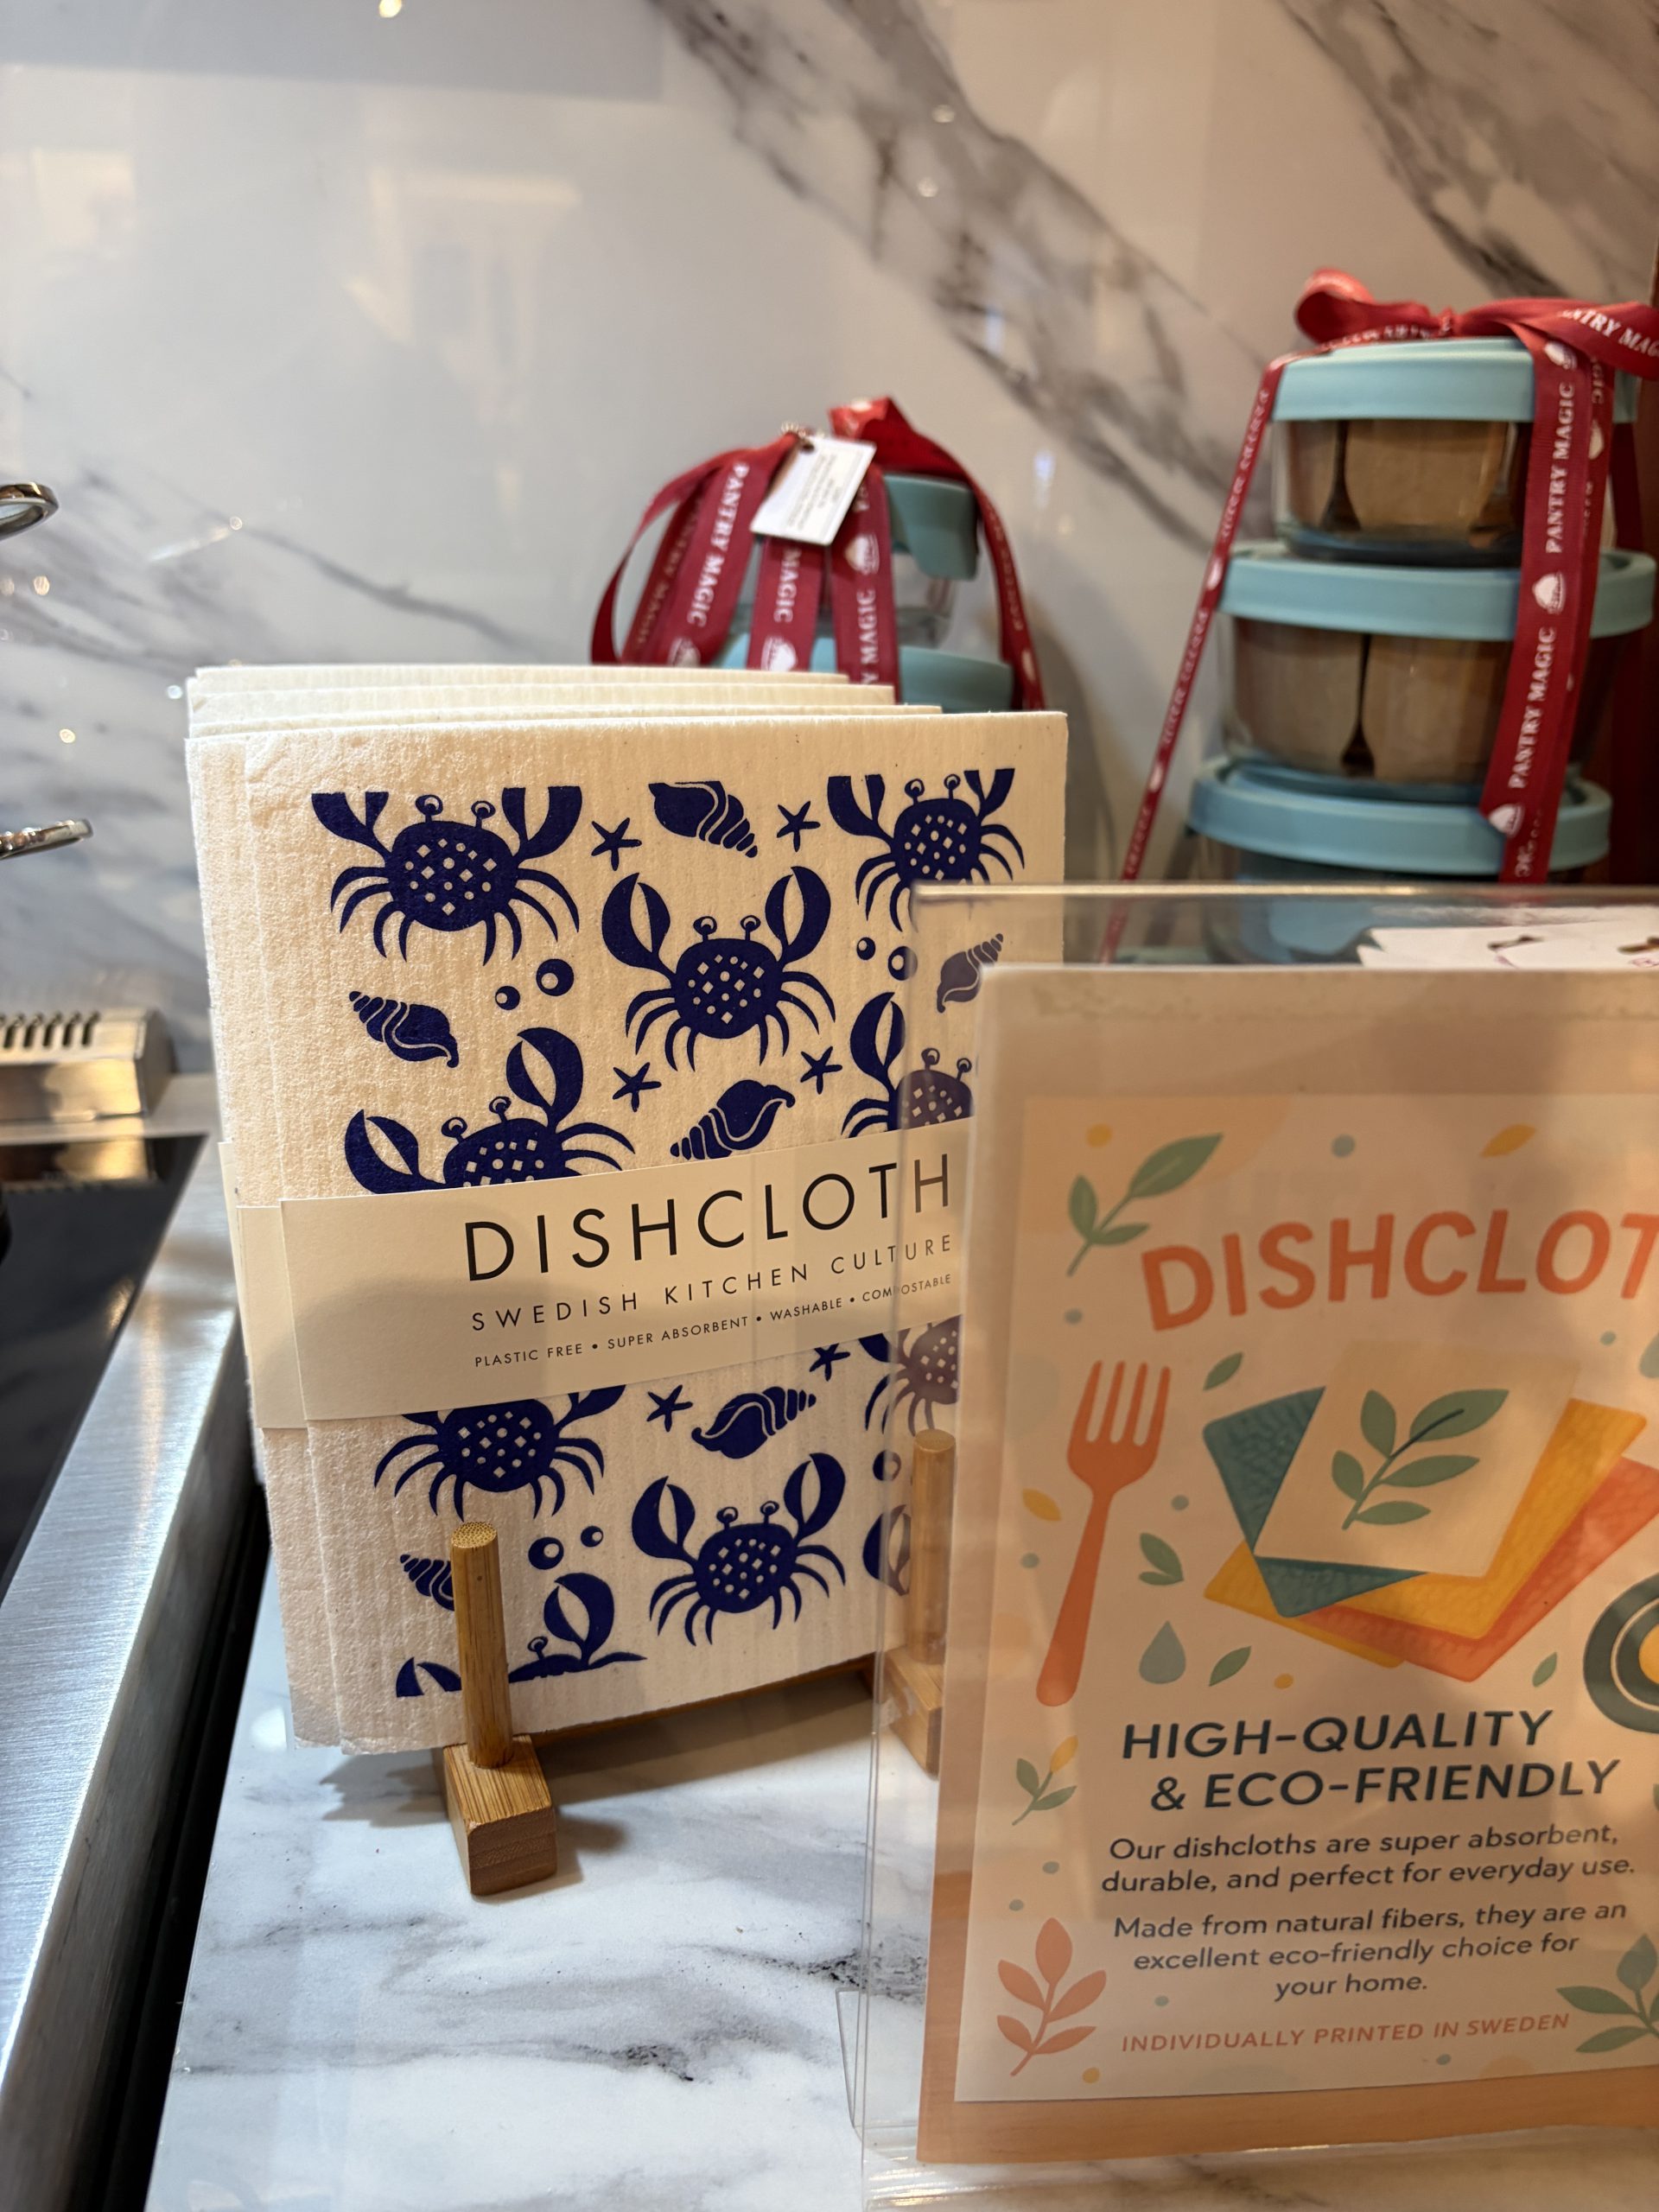 PANTRY MAGIC
PANTRY MAGIC
PANTRY MAGIC
PANTRY MAGIC
MAGIC
MAGIC
DISHCLOTH
SWEDISH KITCHEN CULTURE
PLASTIC FREE • SUPER ABSORBENT • WASHABLE • COMPOSTABLE
DISHCLOT
HIGH-QUALITY
& ECO-FRIENDLY
Our dishcloths are super absorbent,
durable, and perfect for everyday use.
Made from natural fibers, they are an
excellent eco-friendly choice for
your home.
INDIVIDUALLY PRINTED IN SWEDEN